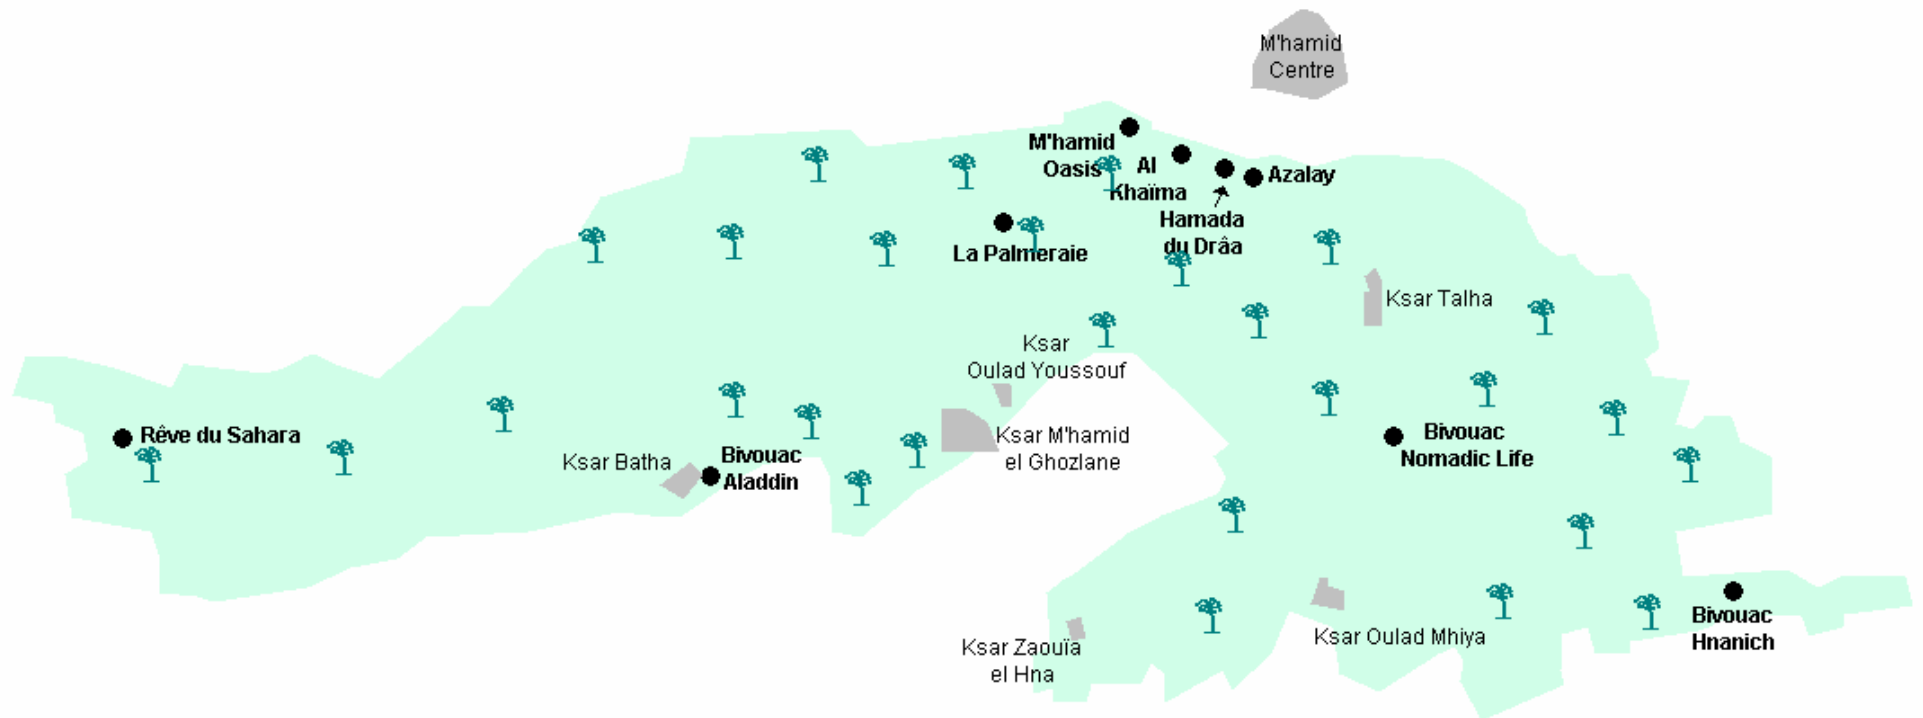 M'hamid
Centre
M'hamid
Oasis
Al
Khaïma
Azalay
Hamada
du Drâa
La Palmeraie
Ksar Talha
Ksar
Oulad Youssouf
Rêve du Sahara
Ksar Batha
Bivouac
Aladdin
Ksar M'hamid
el Ghozlane
Bivouac
Nomadic Life
Ksar Zaouïa
el Hna
Ksar Oulad Mhiya
Bivouac
Hnanich